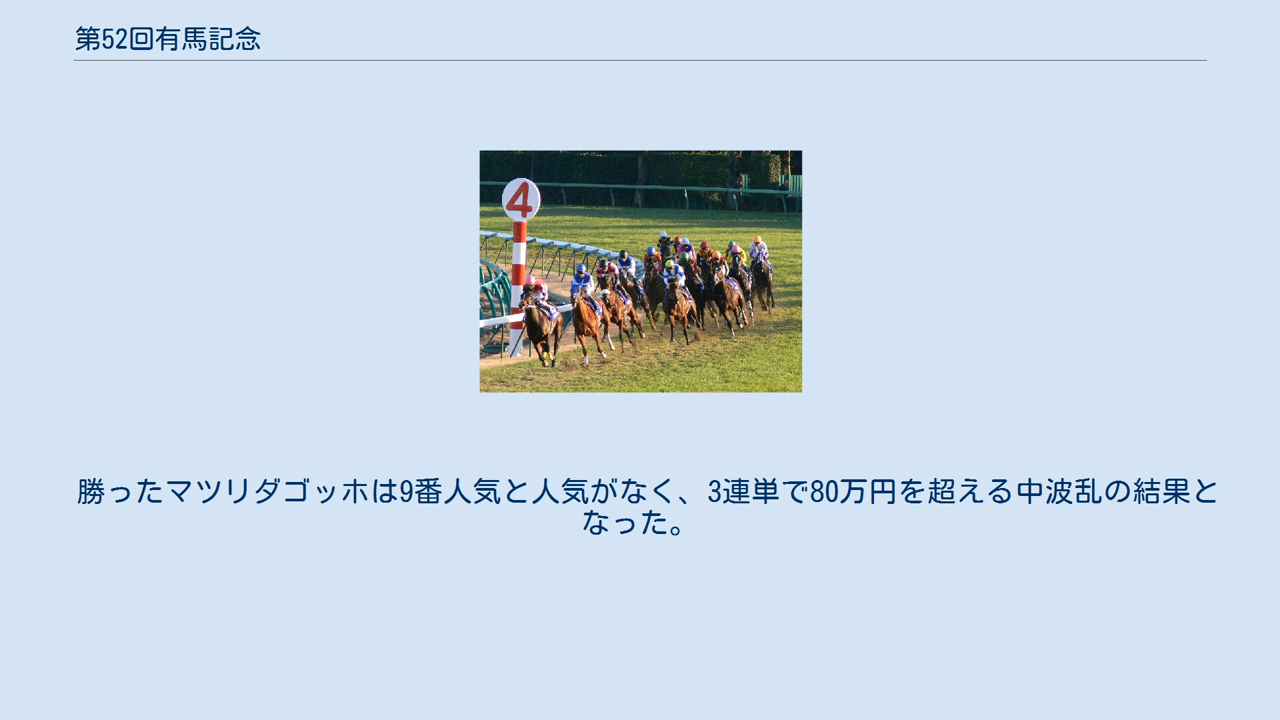 第52回有馬記念
4
勝ったマツリダゴッホは9番人気と人気がなく、3連単で80万円を超える中波乱の結果と
なった。